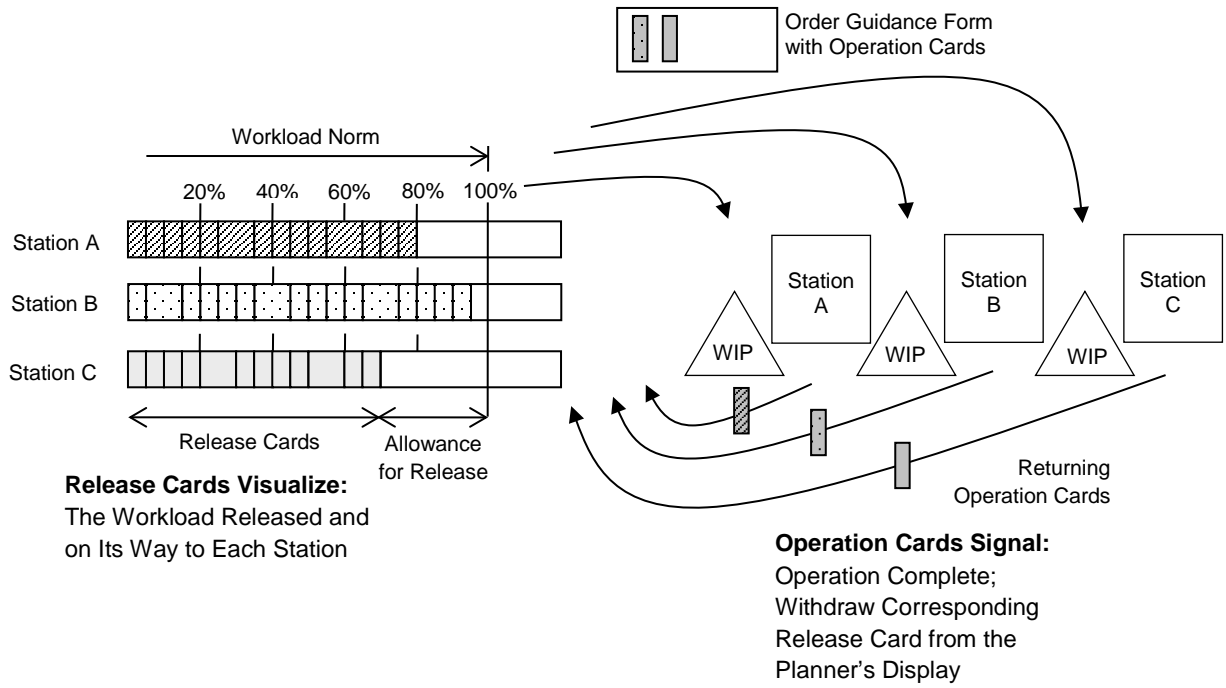 Order Guidance Form
with Operation Cards
Workload Norm
20% 40% 60% 80% 100%
Station A
Station B
Station C
Release Cards
Allowance
for Release
Release Cards Visualize:
The Workload Released and
on Its Way to Each Station
Station
A
Station
B
Station
C
WIP
WIP
WIP
Returning
Operation Cards
Operation Cards Signal:
Operation Complete;
Withdraw Corresponding
Release Card from the
Planner's Display